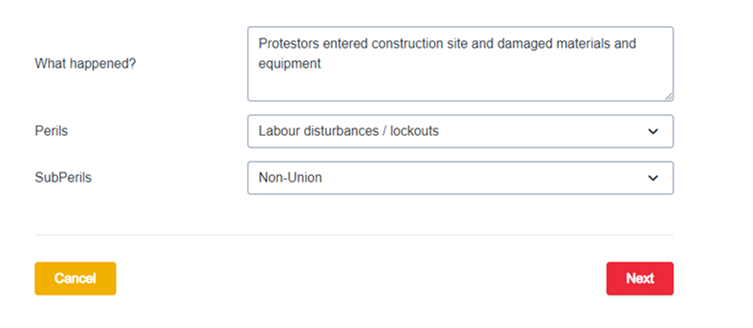 What happened?
Protestors entered construction site and damaged materials and
equipment
Perils
Labour disturbances / lockouts
SubPerils
Non-Union
Cancel
Next